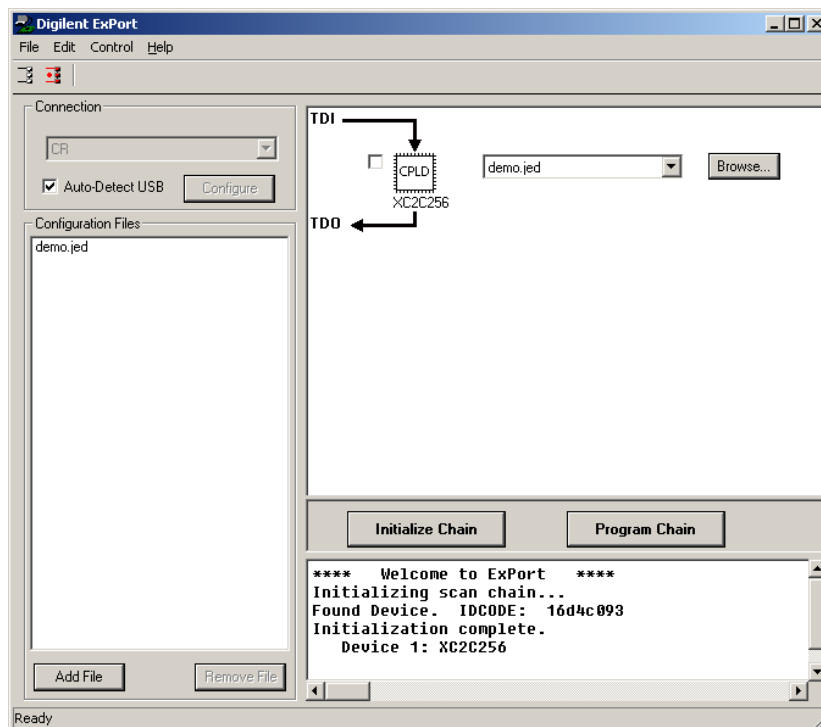 Digilent ExPort
File Edit Control Help
Connection
CR
Auto-Detect USB
Configure
Configuration Files
demo.jed
Add File
Remove File
TDI
CPLD
XC2C256
TDO
demo.jed
Browse...
Initialize Chain
Program Chain
**** Welcome to ExPort ****
Initializing scan chain...
Found Device. IDCODE: 16d4c093
Initialization complete.
Device 1: XC2C256
Ready